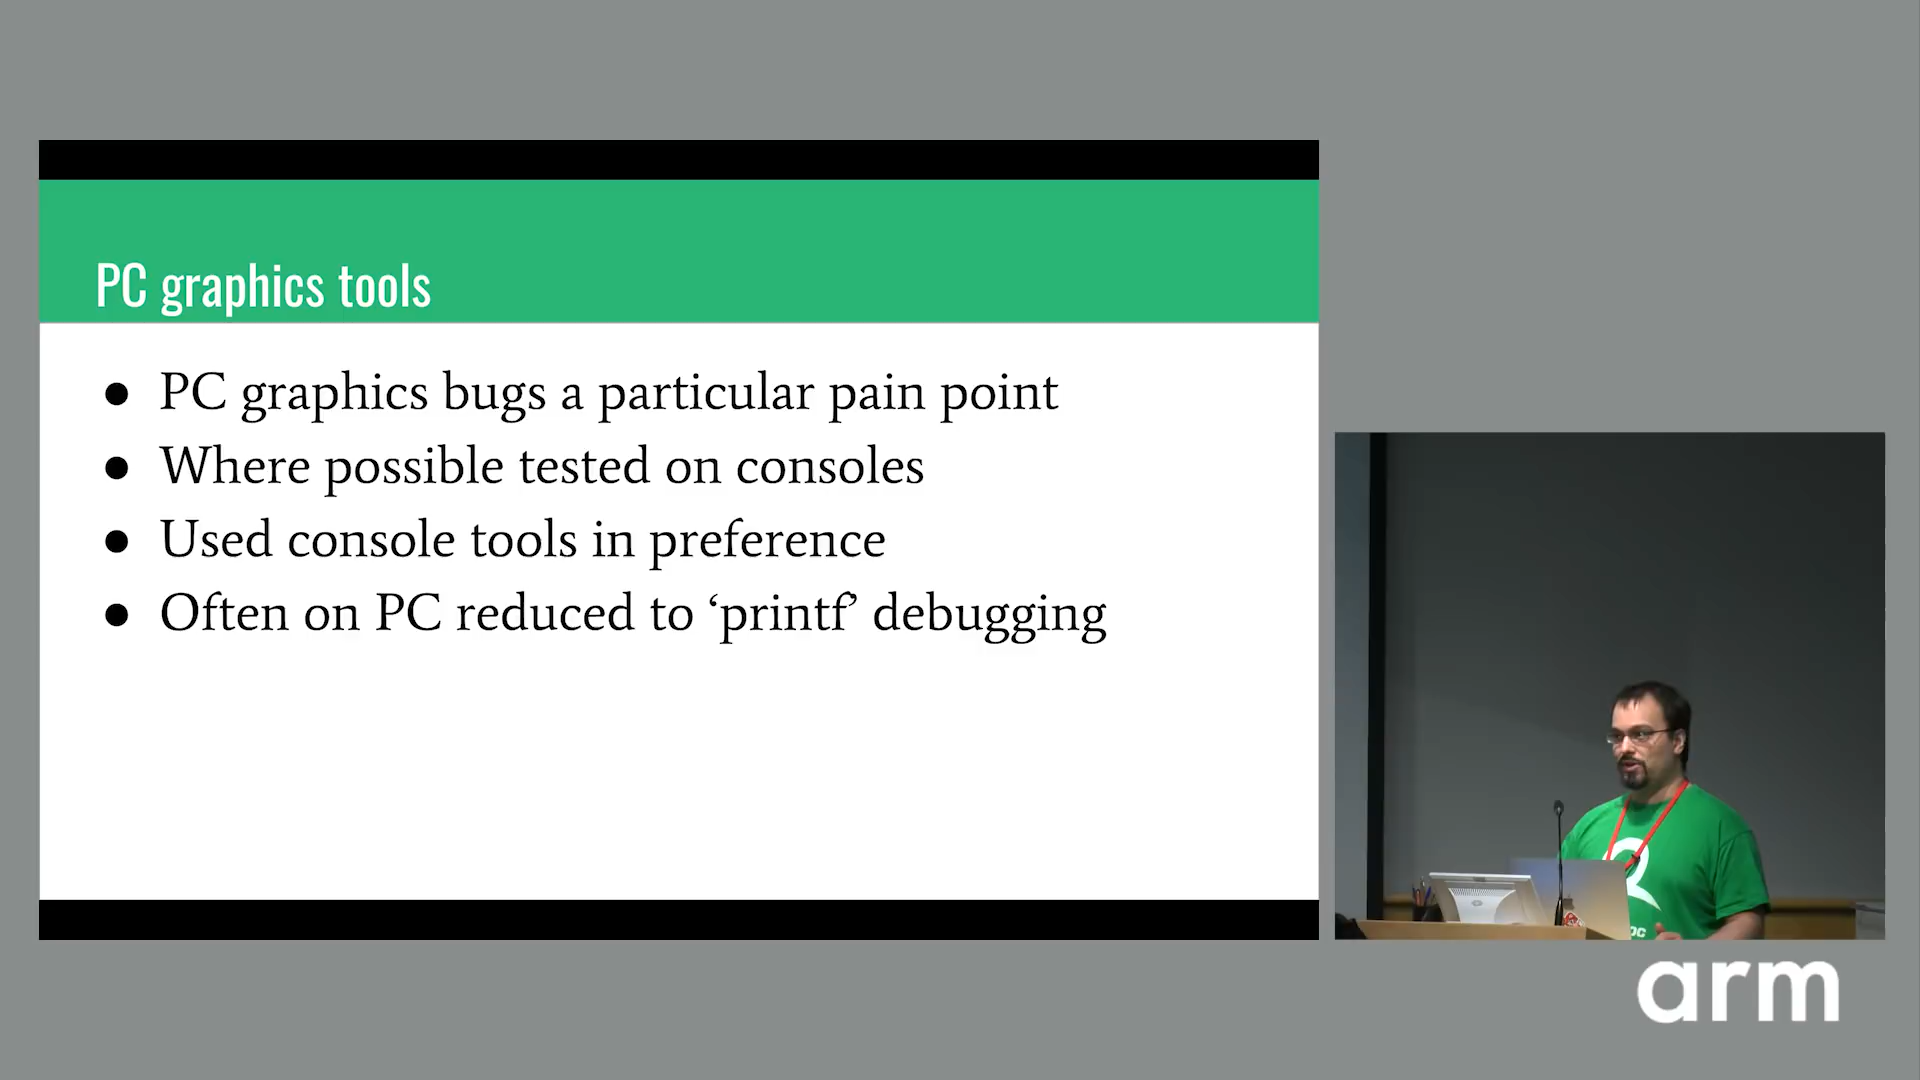 PC graphics tools
● PC graphics bugs a particular pain point
● Where possible tested on consoles
● Used console tools in preference
● Often on PC reduced to ‘printf’ debugging
arm